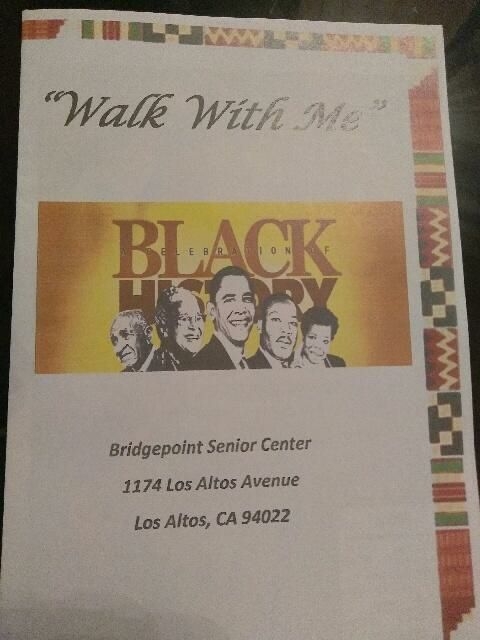 "Walk With Me"
BLACK
A CELEBRATION OF
HISTORY
Bridgepoint Senior Center
1174 Los Altos Avenue
Los Altos, CA 94022